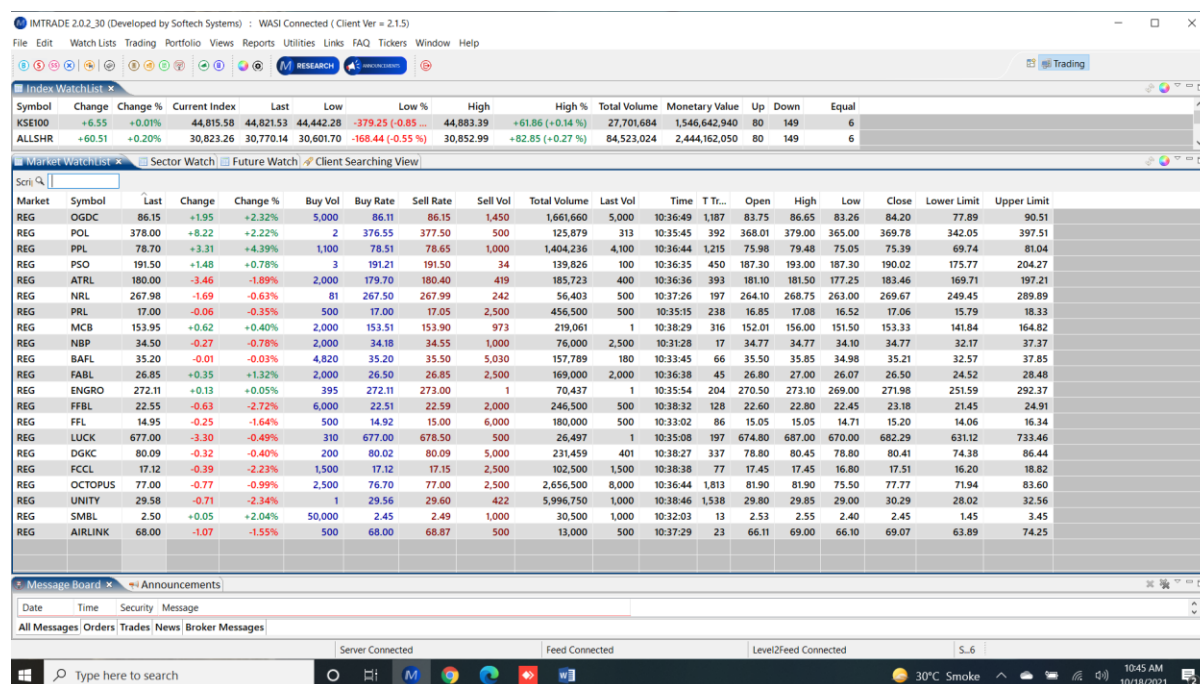 IMTRADE 2.0.2_30 (Developed by Softech Systems) : WASI Connected ( Client Ver = 2.1.5)
File Edit Watch Lists Trading Portfolio Views Reports Utilities Links FAQ Tickers Window Help
M RESEARCH ANNOUNCEMENTS Trading
Index WatchList
Symbol Change Change % Current Index Last Low Low % High High % Total Volume Monetary Value Up Down Equal
KSE100 +6.55 +0.01% 44,815.58 44,821.53 44,442.28 -379.25 (-0.85 ... 44,883.39 +61.86 (+0.14 %) 27,701,684 1,546,642,940 80 149 6
ALLSHR +60.51 +0.20% 30,823.26 30,770.14 30,601.70 -168.44 (-0.55 %) 30,852.99 +82.85 (+0.27 %) 84,523,024 2,444,162,050 80 149 6
Market WatchList Sector Watch Future Watch Client Searching View
Scri
Market Symbol Last Change Change % Buy Vol Buy Rate Sell Rate Sell Vol Total Volume Last Vol Time T Tr... Open High Low Close Lower Limit Upper Limit
REG OGDC 86.15 +1.95 +2.32% 5,000 86.11 86.15 1,450 1,661,660 5,000 10:36:49 1,187 83.75 86.65 83.26 84.20 77.89 90.51
REG POL 378.00 +8.22 +2.22% 2 376.55 377.50 500 125,879 313 10:35:45 392 368.01 379.00 365.00 369.78 342.05 397.51
REG PPL 78.70 +3.31 +4.39% 1,100 78.51 78.65 1,000 1,404,236 4,100 10:36:44 1,215 75.98 79.48 75.05 75.39 69.74 81.04
REG PSO 191.50 +1.48 +0.78% 3 191.21 191.50 34 139,826 100 10:36:35 450 187.30 193.00 187.30 190.02 175.77 204.27
REG ATRL 180.00 -3.46 -1.89% 2,000 179.70 180.40 419 185,723 400 10:36:36 393 181.10 181.50 177.25 183.46 169.71 197.21
REG NRL 267.98 -1.69 -0.63% 81 267.50 267.99 242 56,403 500 10:37:26 197 264.10 268.75 263.00 269.67 249.45 289.89
REG PRL 17.00 -0.06 -0.35% 500 17.00 17.05 2,500 456,500 500 10:35:15 238 16.85 17.08 16.52 17.06 15.79 18.33
REG MCB 153.95 +0.62 +0.40% 2,000 153.51 153.90 973 219,061 1 10:38:29 316 152.01 156.00 151.50 153.33 141.84 164.82
REG NBP 34.50 -0.27 -0.78% 2,000 34.18 34.55 1,000 76,000 2,500 10:31:28 17 34.77 34.77 34.10 34.77 32.17 37.37
REG BAFL 35.20 -0.01 -0.03% 4,820 35.20 35.50 5,030 157,789 180 10:33:45 66 35.50 35.85 34.98 35.21 32.57 37.85
REG FABL 26.85 +0.35 +1.32% 2,000 26.50 26.85 2,500 169,000 2,000 10:36:38 45 26.80 27.00 26.07 26.50 24.52 28.48
REG ENGRO 272.11 +0.13 +0.05% 395 272.11 273.00 1 70,437 1 10:35:54 204 270.50 273.10 269.00 271.98 251.59 292.37
REG FFBL 22.55 -0.63 -2.72% 6,000 22.51 22.59 2,000 246,500 500 10:38:32 128 22.60 22.80 22.45 23.18 21.45 24.91
REG FFL 14.95 -0.25 -1.64% 500 14.92 15.00 6,000 180,000 500 10:33:02 86 15.05 15.05 14.71 15.20 14.06 16.34
REG LUCK 677.00 -3.30 -0.49% 310 677.00 678.50 500 26,497 1 10:35:08 197 674.80 687.00 670.00 682.29 631.12 733.46
REG DGKC 80.09 -0.32 -0.40% 200 80.02 80.09 5,000 231,459 401 10:38:27 337 78.80 80.45 78.80 80.41 74.38 86.44
REG FCCL 17.12 -0.39 -2.23% 1,500 17.12 17.15 2,500 102,500 1,500 10:38:38 77 17.45 17.45 16.80 17.51 16.20 18.82
REG OCTOPUS 77.00 -0.77 -0.99% 2,500 76.70 77.00 2,500 2,656,500 8,000 10:36:44 1,813 81.90 81.90 75.50 77.77 71.94 83.60
REG UNITY 29.58 -0.71 -2.34% 1 29.56 29.60 422 5,996,750 1,000 10:38:46 1,538 29.80 29.85 29.00 30.29 28.02 32.56
REG SMBL 2.50 +0.05 +2.04% 50,000 2.45 2.49 1,000 30,500 1,000 10:32:03 13 2.53 2.55 2.40 2.45 1.45 3.45
REG AIRLINK 68.00 -1.07 -1.55% 500 68.00 68.87 500 13,000 500 10:37:29 23 66.11 69.00 66.10 69.07 63.89 74.25
Message Board Announcements
Date Time Security Message
All Messages Orders Trades News Broker Messages
Server Connected Feed Connected Level2Feed Connected S...6
Type here to search 30°C Smoke 10:45 AM
10/18/2021